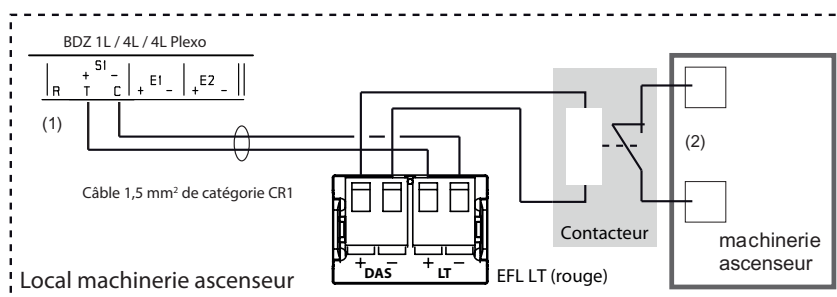 BDZ 1L / 4L / 4L Plexo
S1
+ - E1 E2
R T C + - + -
(1)
(2)
Câble 1,5 mm² de catégorie CR1
Contacteur
machinerie
ascenseur
+ - + -
DAS LT
EFL LT (rouge)
Local machinerie ascenseur